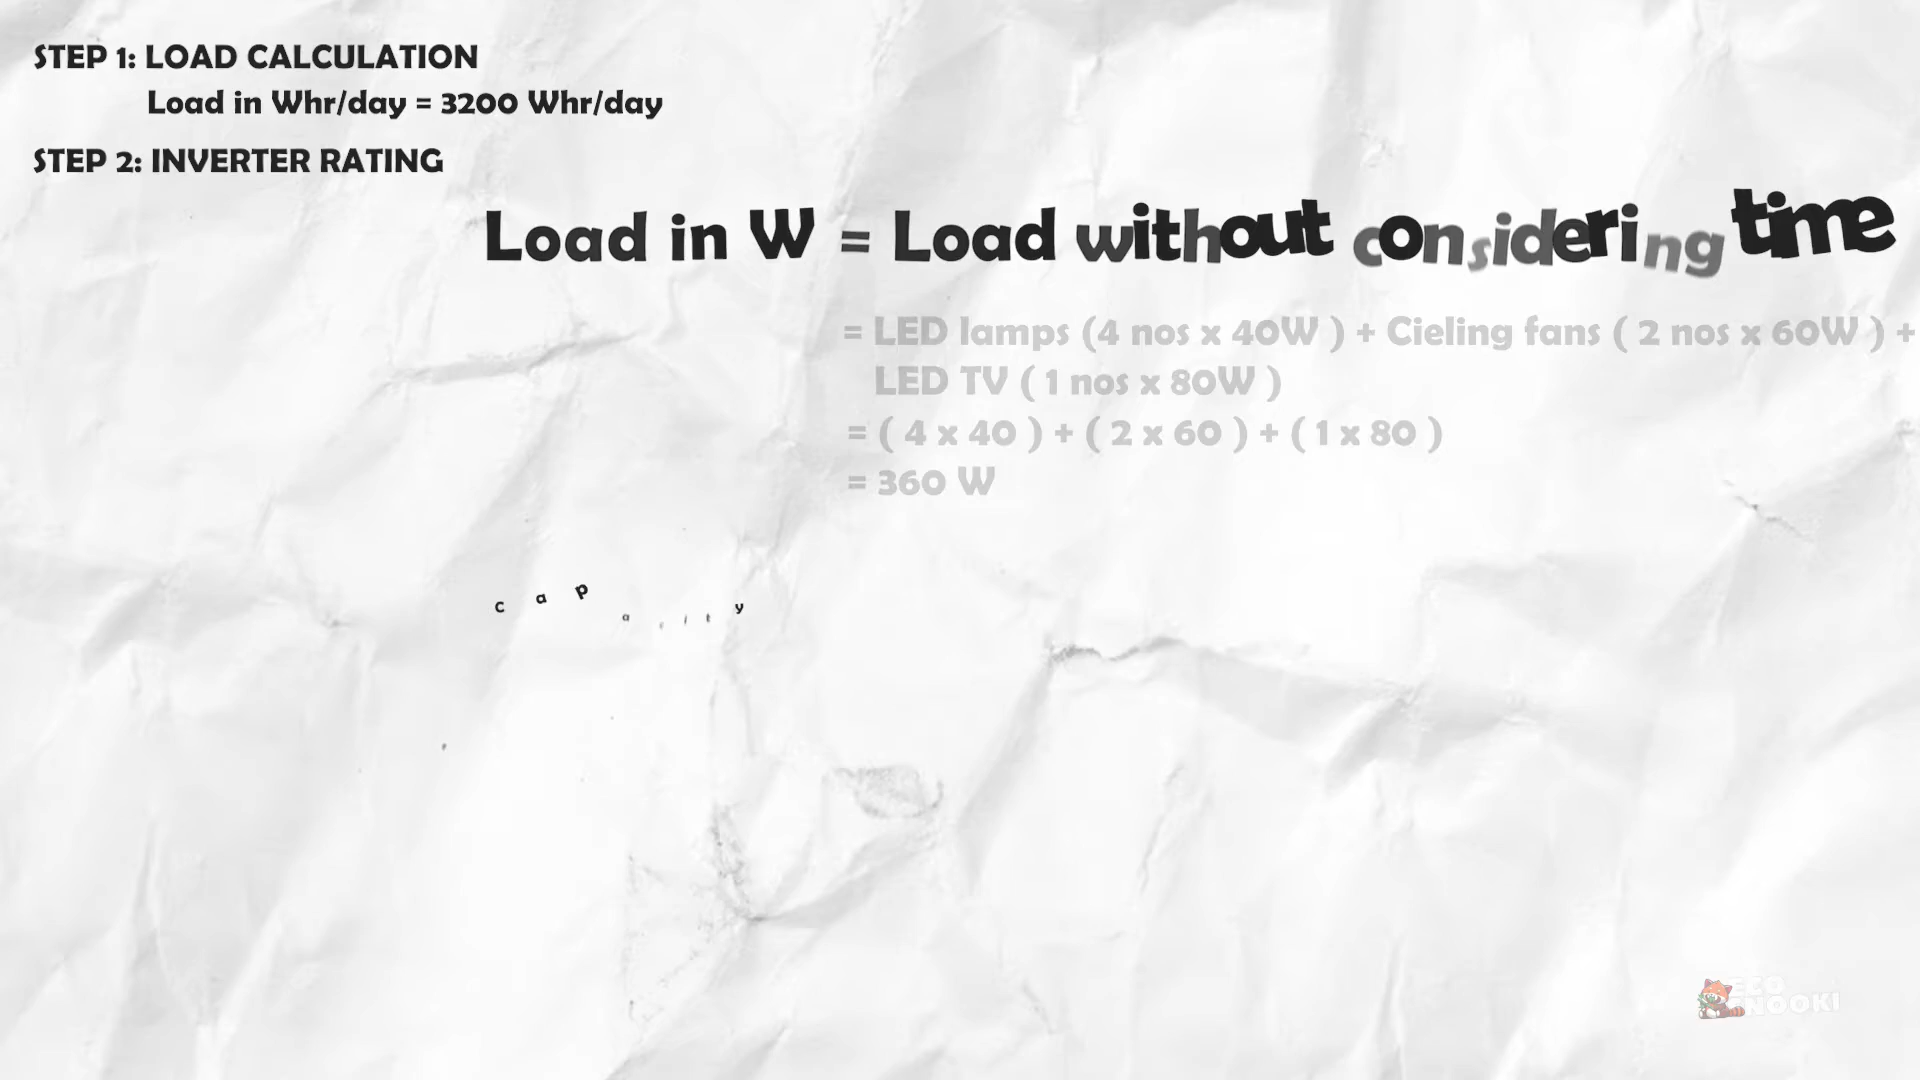 STEP 1: LOAD CALCULATION
Load in Whr/day = 3200 Whr/day
STEP 2: INVERTER RATING
Load in W = Load without considering time
= LED lamps (4 nos x 40W ) + Cieling fans ( 2 nos x 60W ) +
LED TV ( 1 nos x 80W )
= ( 4 x 40 ) + ( 2 x 60 ) + ( 1 x 80 )
= 360 W
capacity
ECO
NOOKI